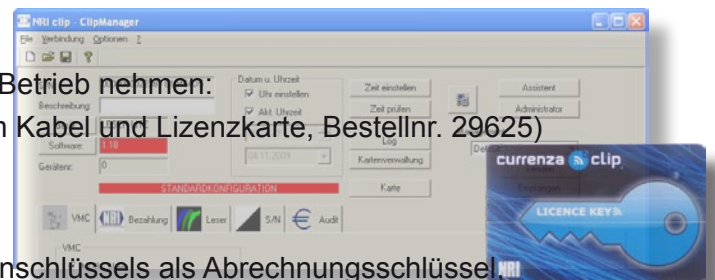 NRI clip - ClipManager
File Verbindung Optionen ?
Betrieb nehmen:
Datum u. Uhrzeit
Uhr einstellen
Zeit einstellen
Assistent
Beschreibung:
Akt. Uhrzeit
Zeit prüfen
Administrator
Kabel und Lizenzkarte, Bestellnr. 29625)
Software:
1.10
Log
Gerätenr:
0
04.11.2009
Kartenverwaltung
STANDARDKONFIGURATION
Karte
currenza clip
LICENCE KEY
NRI
VMC
NRI Bezahlung
Leser
S/N
€ Audit
VMC
nschlüssels als Abrechnungsschlüssel,